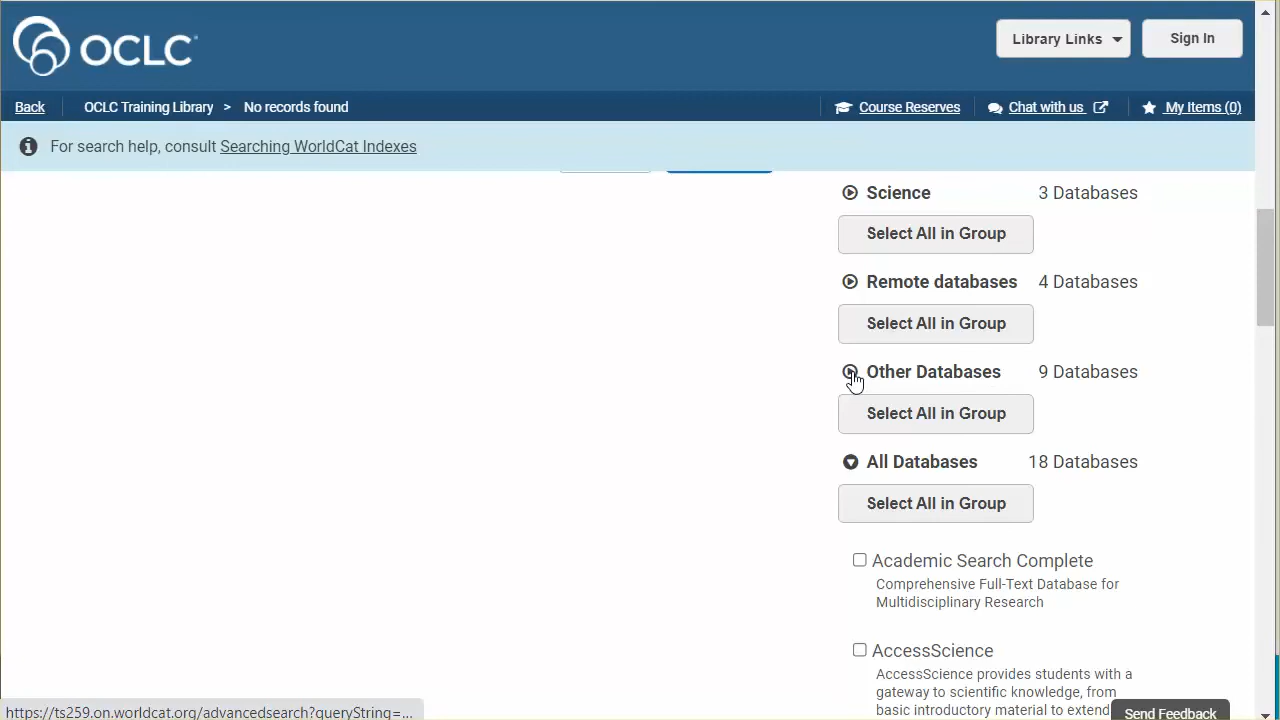 OCLC
Library Links
Sign In
Back
OCLC Training Library > No records found
Course Reserves
Chat with us
My Items (0)
For search help, consult Searching WorldCat Indexes
Science 3 Databases
Select All in Group
Remote databases 4 Databases
Select All in Group
Other Databases 9 Databases
Select All in Group
All Databases 18 Databases
Select All in Group
Academic Search Complete
Comprehensive Full-Text Database for
Multidisciplinary Research
AccessScience
AccessScience provides students with a
gateway to scientific knowledge, from
basic introductory material to extend
Send Feedback
https://ts259.on.worldcat.org/advancedsearch?queryString=...